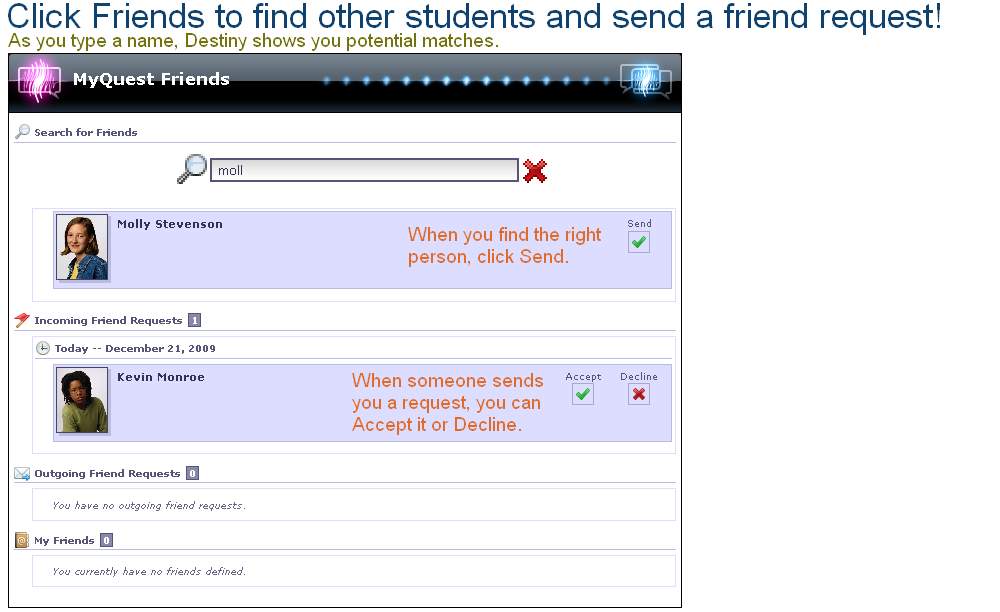 Click Friends to find other students and send a friend request!
As you type a name, Destiny shows you potential matches.
MyQuest Friends
Search for Friends
moll
Molly Stevenson
When you find the right
person, click Send.
Send
Incoming Friend Requests 1
Today -- December 21, 2009
Kevin Monroe
When someone sends
you a request, you can
Accept it or Decline.
Accept
Decline
Outgoing Friend Requests 0
You have no outgoing friend requests.
My Friends 0
You currently have no friends defined.